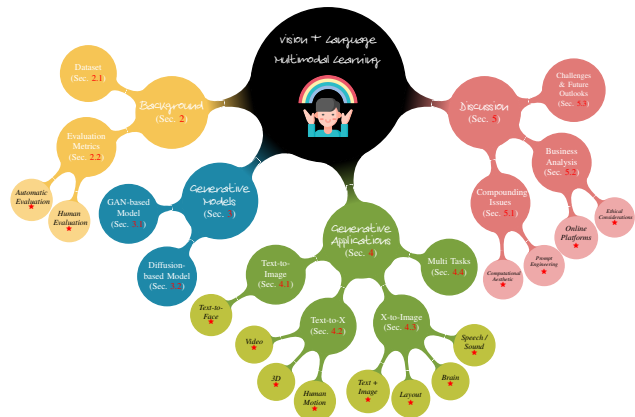 Vision + Language
Multimodal Learning
Background
(Sec. 2)
Dataset
(Sec. 2.1)
Evaluation
Metrics
(Sec. 2.2)
Automatic
Evaluation
Human
Evaluation
Generative
Models
(Sec. 3)
GAN-based
Model
(Sec. 3.1)
Diffusion-
based Model
(Sec. 3.2)
Generative
Applications
(Sec. 4)
Text-to-
Image
(Sec. 4.1)
Text-to-
Face
Text-to-X
(Sec. 4.2)
Video
3D
Human
Motion
X-to-Image
(Sec. 4.3)
Text +
Image
Layout
Brain
Speech /
Sound
Multi Tasks
(Sec. 4.4)
Discussion
(Sec. 5)
Compounding
Issues
(Sec. 5.1)
Computational
Aesthetic
Prompt
Engineering
Business
Analysis
(Sec. 5.2)
Online
Platforms
Ethical
Considerations
Challenges
& Future
Outlooks
(Sec. 5.3)